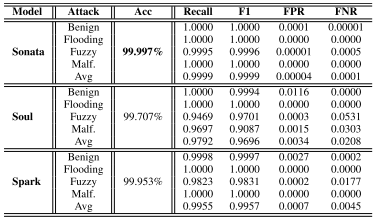 Model Attack Acc Recall F1 FPR FNR
Benign 1.0000 1.0000 0.0001 0.00001
Flooding 1.0000 1.0000 0.0000 0.0000
Sonata Fuzzy 99.997% 0.9995 0.9996 0.00001 0.0005
Malf. 1.0000 1.0000 0.0000 0.0000
Avg 0.9999 0.9999 0.00004 0.0001
Benign 1.0000 0.9994 0.0116 0.0000
Flooding 1.0000 1.0000 0.0000 0.0000
Soul Fuzzy 99.707% 0.9469 0.9701 0.0003 0.0531
Malf. 0.9697 0.9087 0.0015 0.0303
Avg 0.9792 0.9696 0.0034 0.0208
Benign 0.9998 0.9997 0.0027 0.0002
Flooding 1.0000 1.0000 0.0000 0.0000
Spark Fuzzy 99.953% 0.9823 0.9831 0.0002 0.0177
Malf. 1.0000 1.0000 0.0000 0.0000
Avg 0.9955 0.9957 0.0007 0.0045